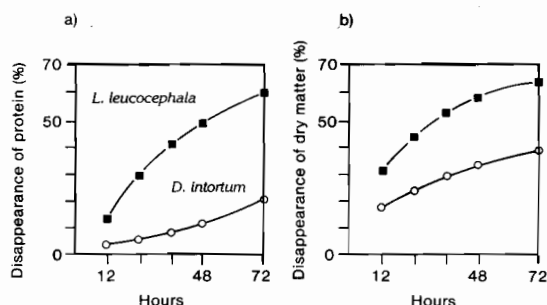 a)
Disappearance of protein (%)
70
50
0
L. leucocephala
D. intortum
12 48 72
Hours
b)
Disappearance of dry matter (%)
70
50
0
12 48 72
Hours